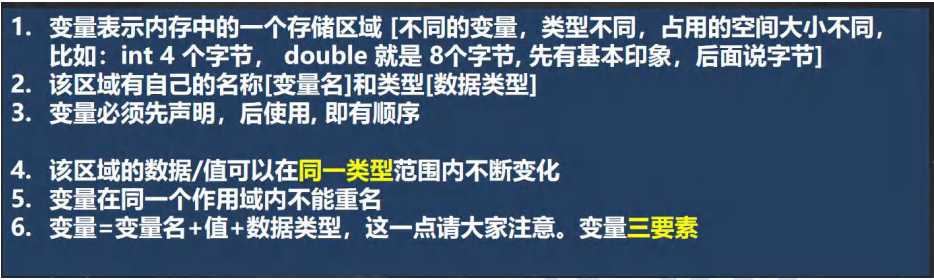 1. 变量表示内存中的一个存储区域 [不同的变量，类型不同，占用的空间大小不同，
比如：int 4 个字节， double 就是 8个字节, 先有基本印象，后面说字节]
2. 该区域有自己的名称[变量名]和类型[数据类型]
3. 变量必须先声明，后使用, 即有顺序
4. 该区域的数据/值可以在同一类型范围内不断变化
5. 变量在同一个作用域内不能重名
6. 变量=变量名+值+数据类型，这一点请大家注意。变量三要素